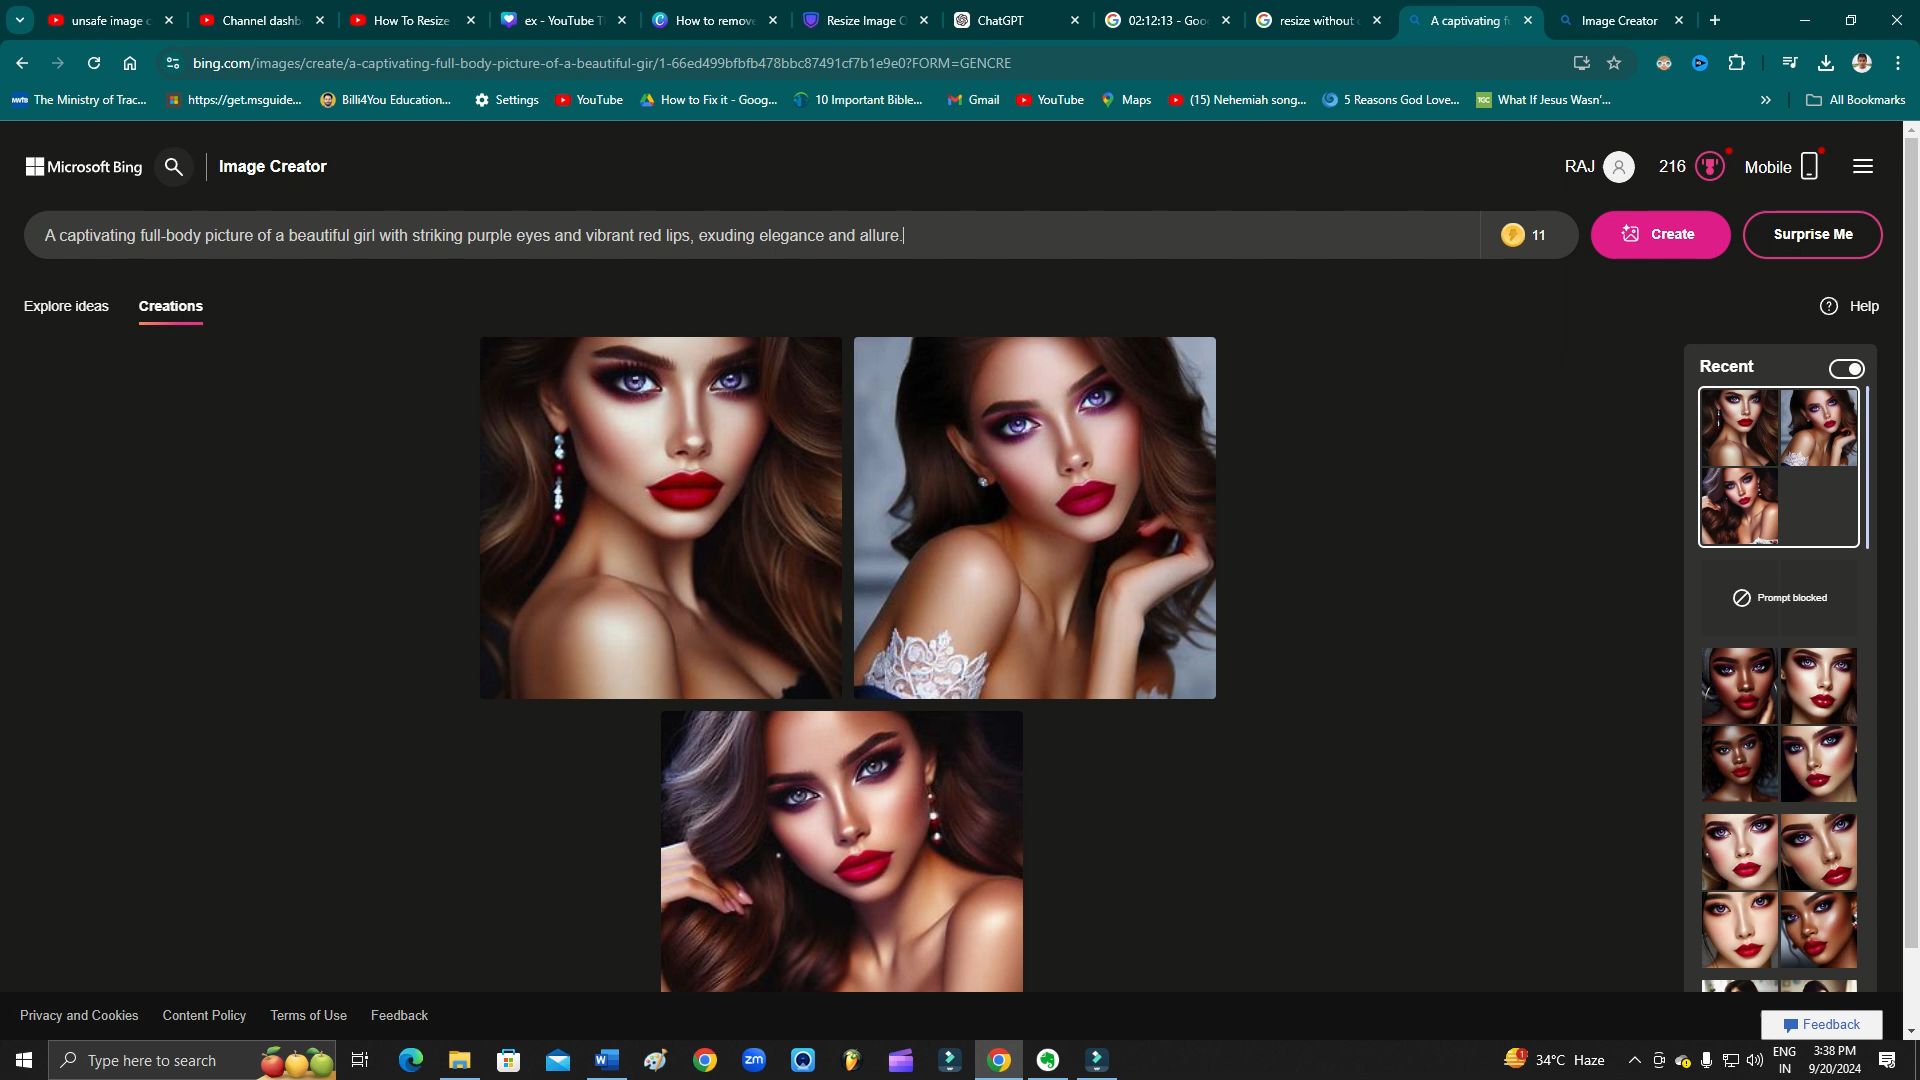 unsafe image c
Channel dashb
How To Resize
ex - YouTube T
How to remove
Resize Image O
ChatGPT
02:12:13 - Goo
resize without
A captivating f
Image Creator
bing.com/images/create/a-captivating-full-body-picture-of-a-beautiful-gir/1-66ed499bfbfb478bbc87491cf7b1e9e0?FORM=GENCRE
The Ministry of Trac...
https://get.msguide...
Billi4You Education...
Settings
YouTube
How to Fix it - Goog...
10 Important Bible...
Gmail
YouTube
Maps
(15) Nehemiah song...
5 Reasons God Love...
TGC
What If Jesus Wasn'...
»
All Bookmarks
Microsoft Bing
Image Creator
RAJ
216
Mobile
A captivating full-body picture of a beautiful girl with striking purple eyes and vibrant red lips, exuding elegance and allure.
11
Create
Surprise Me
Explore ideas
Creations
Help
Recent
Prompt blocked
Privacy and Cookies
Content Policy
Terms of Use
Feedback
Feedback
Type here to search
zm
34°C Haze
ENG
IN
3:38 PM
9/20/2024